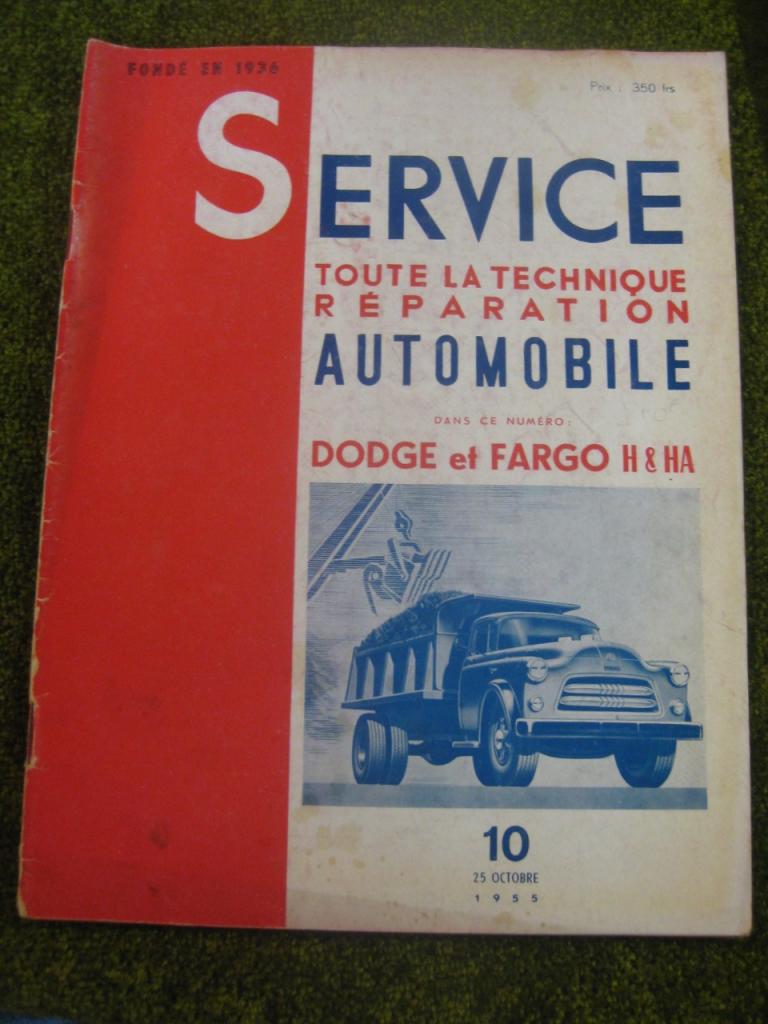 FONDÉ EN 1936
Prix : 350 frs
SERVICE
TOUTE LA TECHNIQUE
RÉPARATION
AUTOMOBILE
DANS CE NUMÉRO :
DODGE et FARGO H & HA
10
25 OCTOBRE
1955